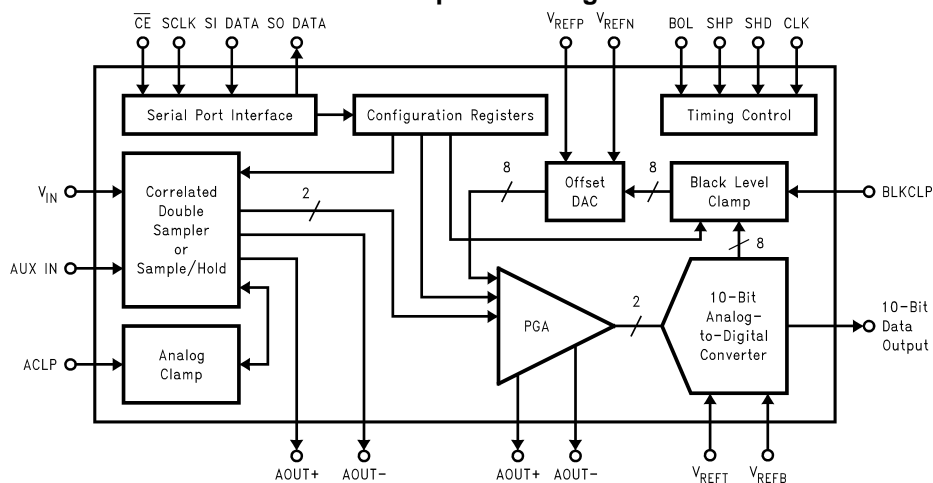 CE SCLK SI DATA SO DATA
VREFP VREFN
BOL SHP SHD CLK
Serial Port Interface
Configuration Registers
Timing Control
VIN
Correlated
Double
Sampler
or
Sample/Hold
2
8
Offset
DAC
8
Black Level
Clamp
BLKCLP
8
AUX IN
PGA
2
10-Bit
Analog-
to-Digital
Converter
10-Bit
Data
Output
ACLP
Analog
Clamp
AOUT+ AOUT-
AOUT+ AOUT-
VREFT VREFB